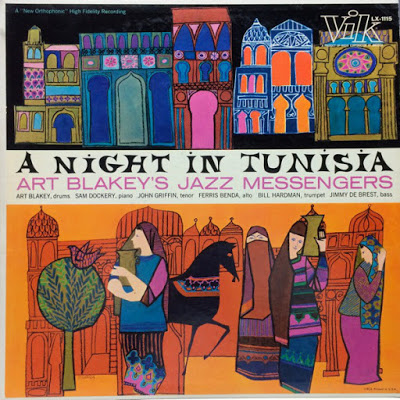 A "New Orthophonic" High Fidelity Recording
LX-1115
Vik
A NIGHT IN TUNISIA
ART BLAKEY'S JAZZ MESSENGERS
ART BLAKEY, drums SAM DOCKERY, piano JOHN GRIFFIN, tenor FERRIS BENDA, alto BILL HARDMAN, trumpet JIMMY DE BREST, bass